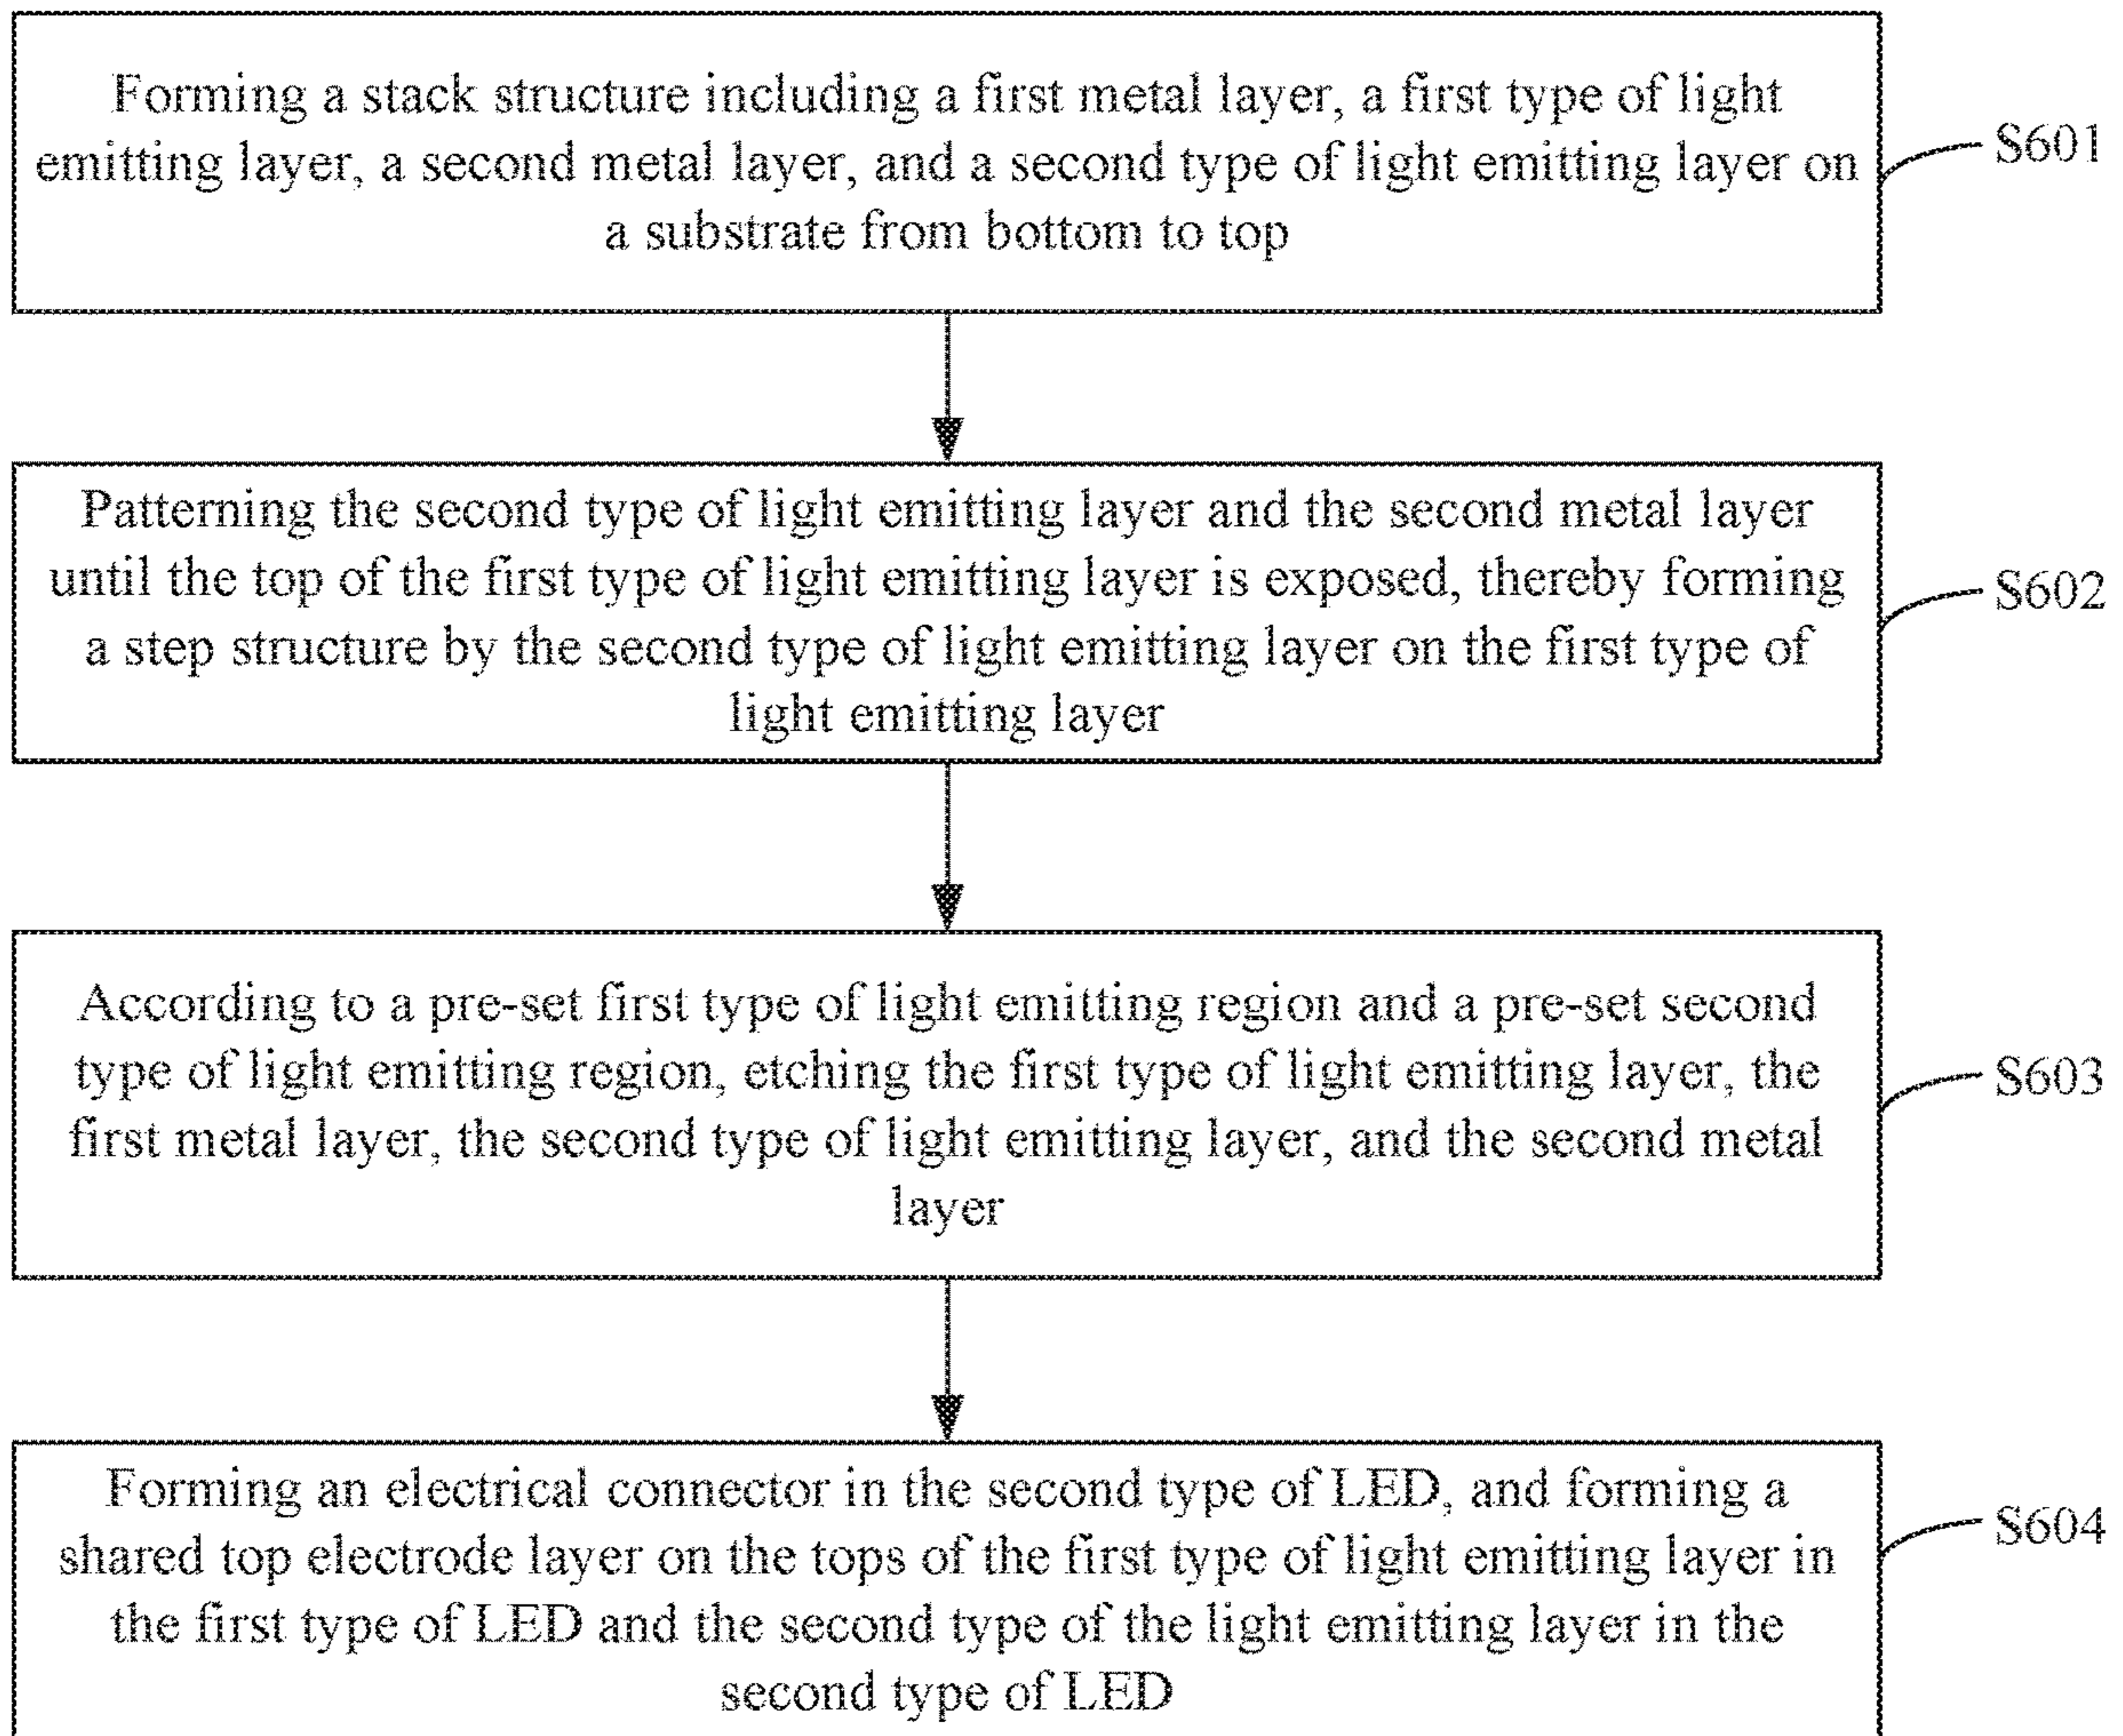 Forming a stack structure including a first metal layer, a first type of light
emitting layer, a second metal layer, and a second type of light emitting layer on
a substrate from bottom to top
S601
Patterning the second type of light emitting layer and the second metal layer
until the top of the first type of light emitting layer is exposed, thereby forming
a step structure by the second type of light emitting layer on the first type of
light emitting layer
S602
According to a pre-set first type of light emitting region and a pre-set second
type of light emitting region, etching the first type of light emitting layer, the
first metal layer, the second type of light emitting layer, and the second metal
layer
S603
Forming an electrical connector in the second type of LED, and forming a
shared top electrode layer on the tops of the first type of light emitting layer in
the first type of LED and the second type of the light emitting layer in the
second type of LED
S604